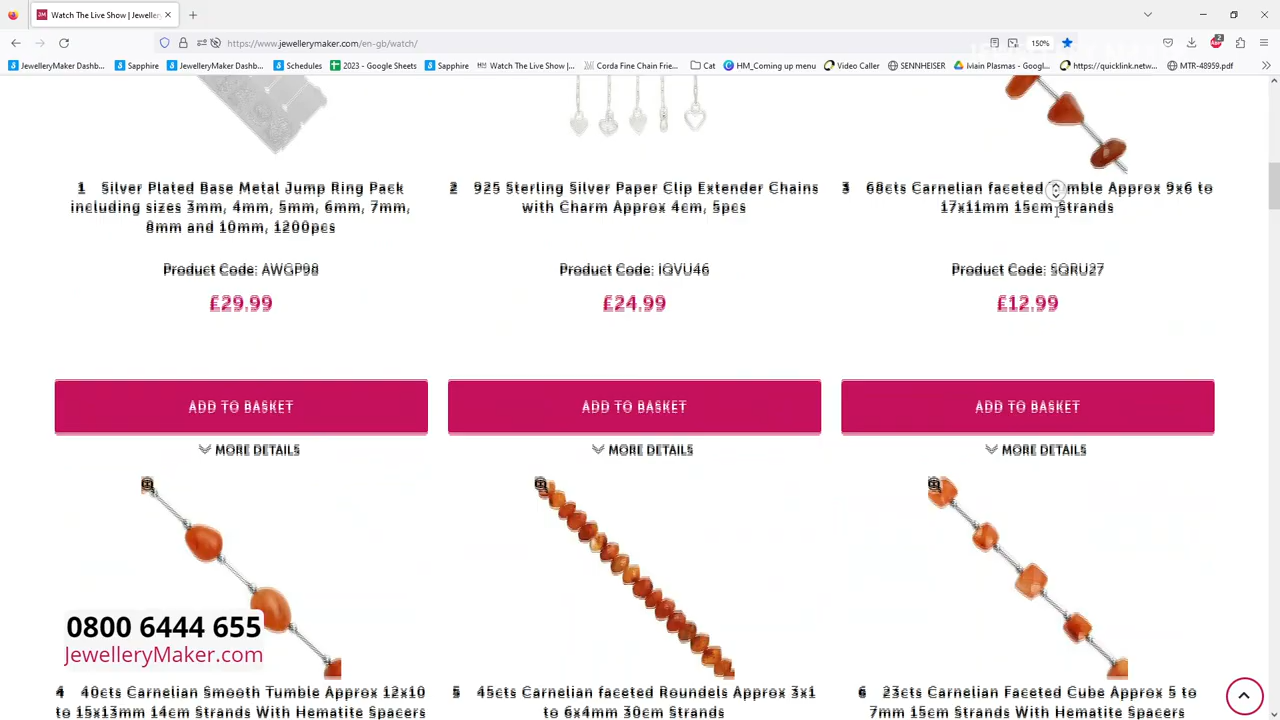 Watch The Live Show | Jeweller
https://www.jewellerymaker.com/en_gb/watch/
150%
2
JewelleryMaker Dashb...
Sapphire
JewelleryMaker Dashb...
Schedules
2023 - Google Sheets
Sapphire
Watch The Live Show |...
Corda Fine Chain Frie...
Cat
HM_Coming up menu
Video Caller
SENNHEISER
Main Plasmas - Googl...
https://quicklink.netw...
MTR-48959.pdf
1 Silver Plated Base Metal Jump Ring Pack
including sizes 3mm, 4mm, 5mm, 6mm, 7mm,
8mm and 10mm, 1200pcs
Product Code: AWGP98
£29.99
ADD TO BASKET
MORE DETAILS
2 925 Sterling Silver Paper Clip Extender Chains
with Charm Approx 4cm, 5pcs
Product Code: IQVU46
£24.99
ADD TO BASKET
MORE DETAILS
3 68cts Carnelian faceted Tumble Approx 9x6 to
17x11mm 15cm Strands
Product Code: SQRU27
£12.99
ADD TO BASKET
MORE DETAILS
4 40cts Carnelian Smooth Tumble Approx 12x10
to 15x13mm 14cm Strands With Hematite Spacers
5 45cts Carnelian faceted Roundels Approx 3x1
to 6x4mm 30cm Strands
6 23cts Carnelian Faceted Cube Approx 5 to
7mm 15cm Strands With Hematite Spacers
0800 6444 655
JewelleryMaker.com